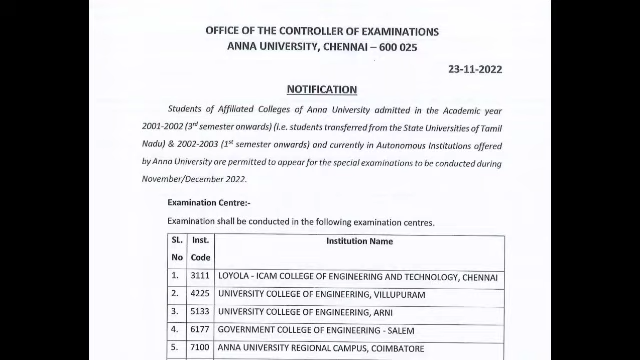 OFFICE OF THE CONTROLLER OF EXAMINATIONS
ANNA UNIVERSITY, CHENNAI – 600 025
23-11-2022
NOTIFICATION
Students of Affiliated Colleges of Anna University admitted in the Academic year
2001-2002 (3rd semester onwards) (i.e. students transferred from the State Universities of Tamil
Nadu) & 2002-2003 (1st semester onwards) and currently in Autonomous Institutions offered
by Anna University are permitted to appear for the special examinations to be conducted during
November/December 2022.
Examination Centre:-
Examination shall be conducted in the following examination centres.
SL. No Inst. Code Institution Name
1. 3111 LOYOLA - ICAM COLLEGE OF ENGINEERING AND TECHNOLOGY, CHENNAI
2. 4225 UNIVERSITY COLLEGE OF ENGINEERING, VILLUPURAM
3. 5133 UNIVERSITY COLLEGE OF ENGINEERING, ARNI
4. 6177 GOVERNMENT COLLEGE OF ENGINEERING - SALEM
5. 7100 ANNA UNIVERSITY REGIONAL CAMPUS, COIMBATORE